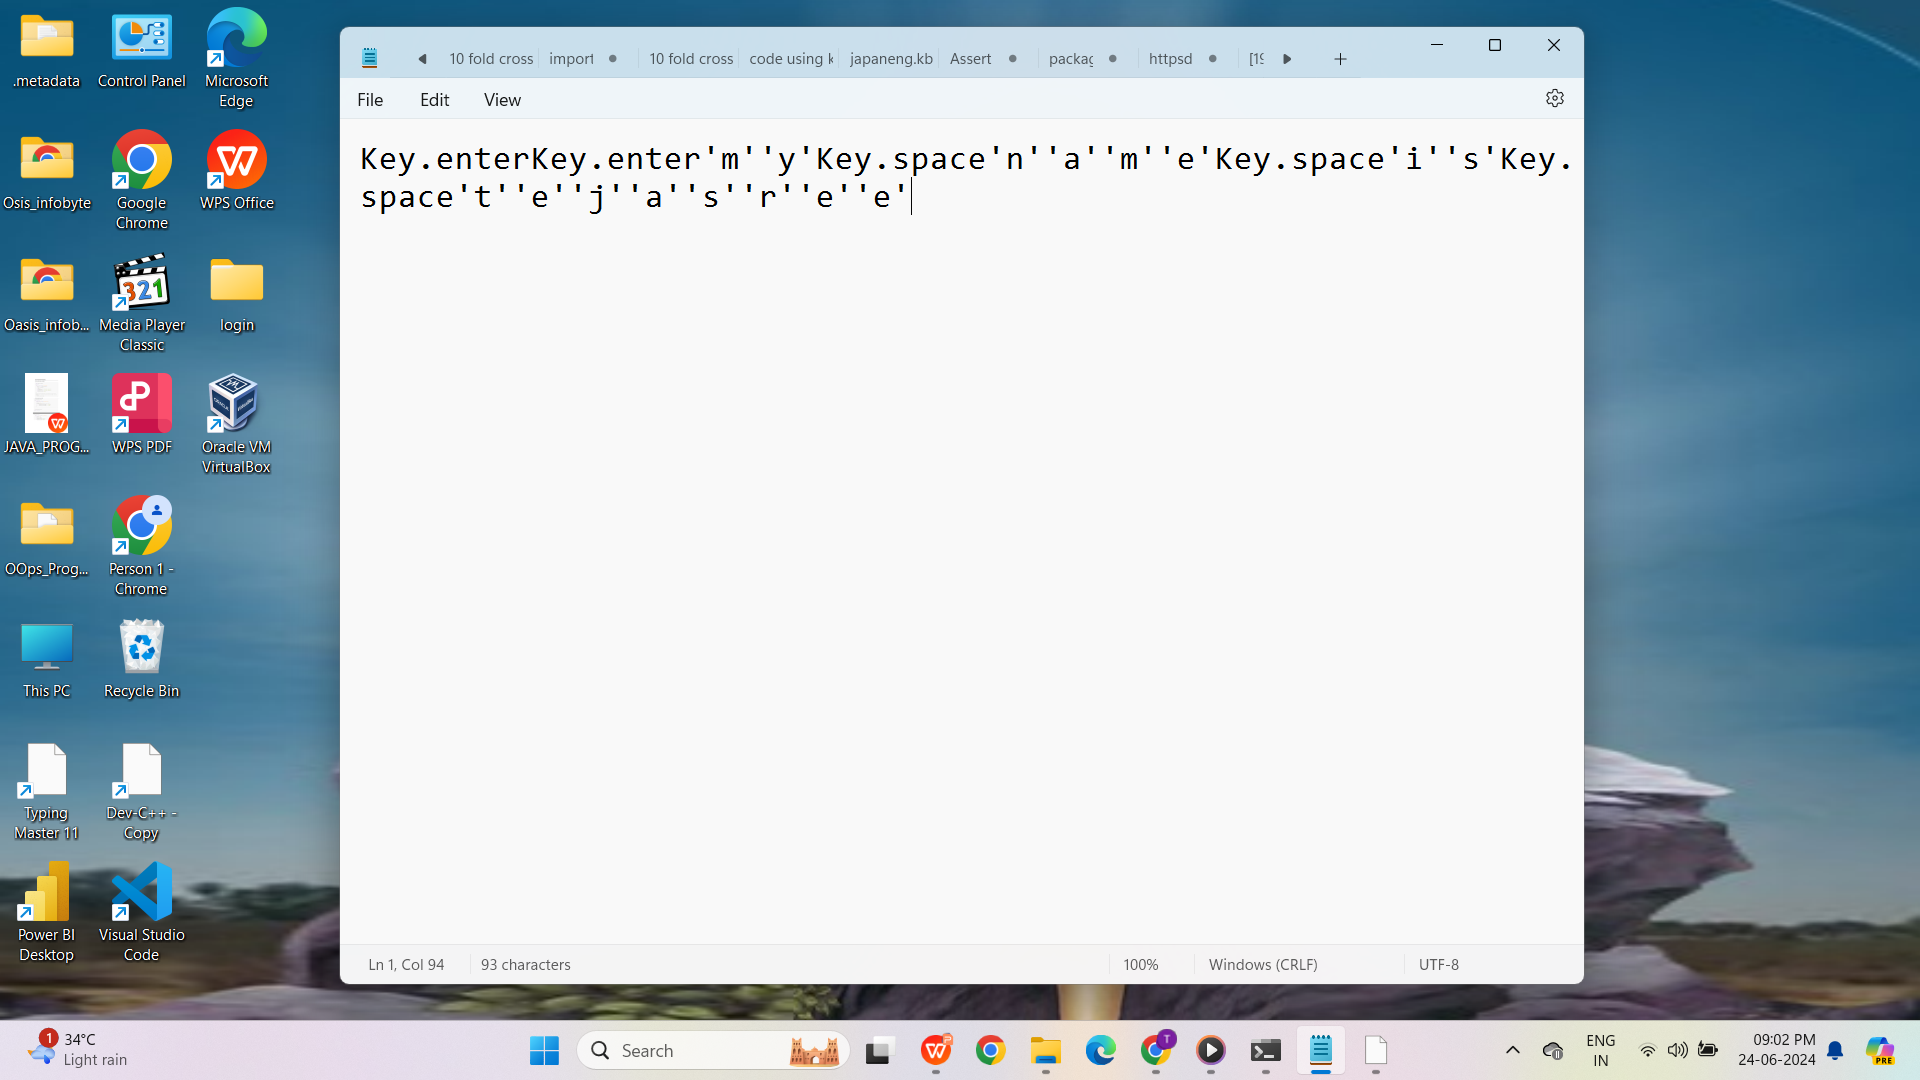 .metadata
Control Panel
Microsoft
Edge
Osis_infobyte
Google
Chrome
WPS Office
Oasis_infob...
Media Player
Classic
login
JAVA_PROG...
WPS PDF
Oracle VM
VirtualBox
OOps_Prog...
Person 1 -
Chrome
This PC
Recycle Bin
Typing
Master 11
Dev-C++ -
Copy
Power BI
Desktop
Visual Studio
Code
10 fold cross
import
10 fold cross
code using k
japaneng.kb
Assert
packag
httpsd
[19
File
Edit
View
Key.enterKey.enter'm''y'Key.space'n''a''m''e'Key.space'i''s'Key.
space't''e''j''a''s''r''e''e'
Ln 1, Col 94
93 characters
100%
Windows (CRLF)
UTF-8
1
34°C
Light rain
Search
T
ENG
IN
09:02 PM
24-06-2024
PRE